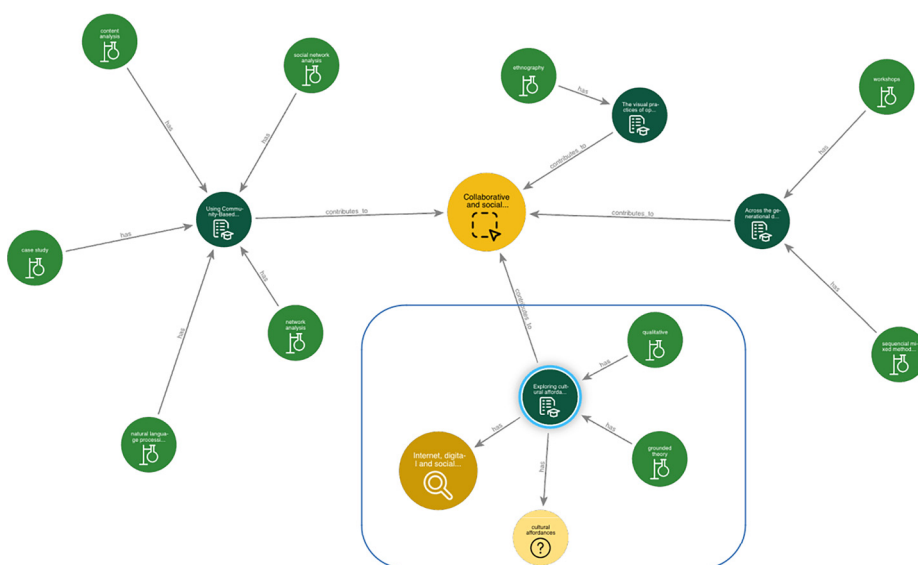 content
analysis
social network
analysis
ethnography
workshops
has
has
has
has
The visual pra-
ctices of op...
contributes_to
Using Commu-
nity-Based...
contributes_to
Collaborative
and social...
contributes_to
Across the ge-
nerational d...
case study
has
has
has
has
network
analysis
contributes_to
qualitative
sequencial mi-
xed method...
has
Exploring cult-
ural afforda...
natural langua-
ge processi...
has
has
grounded
theory
Internet, digita-
l and social...
has
cultural
affordances